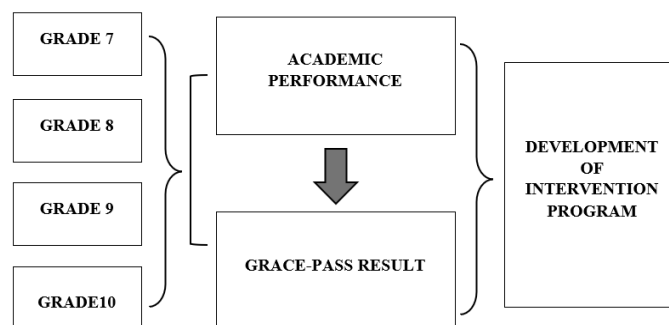 GRADE 7
GRADE 8
GRADE 9
GRADE10
ACADEMIC
PERFORMANCE
GRACE-PASS RESULT
DEVELOPMENT
OF
INTERVENTION
PROGRAM